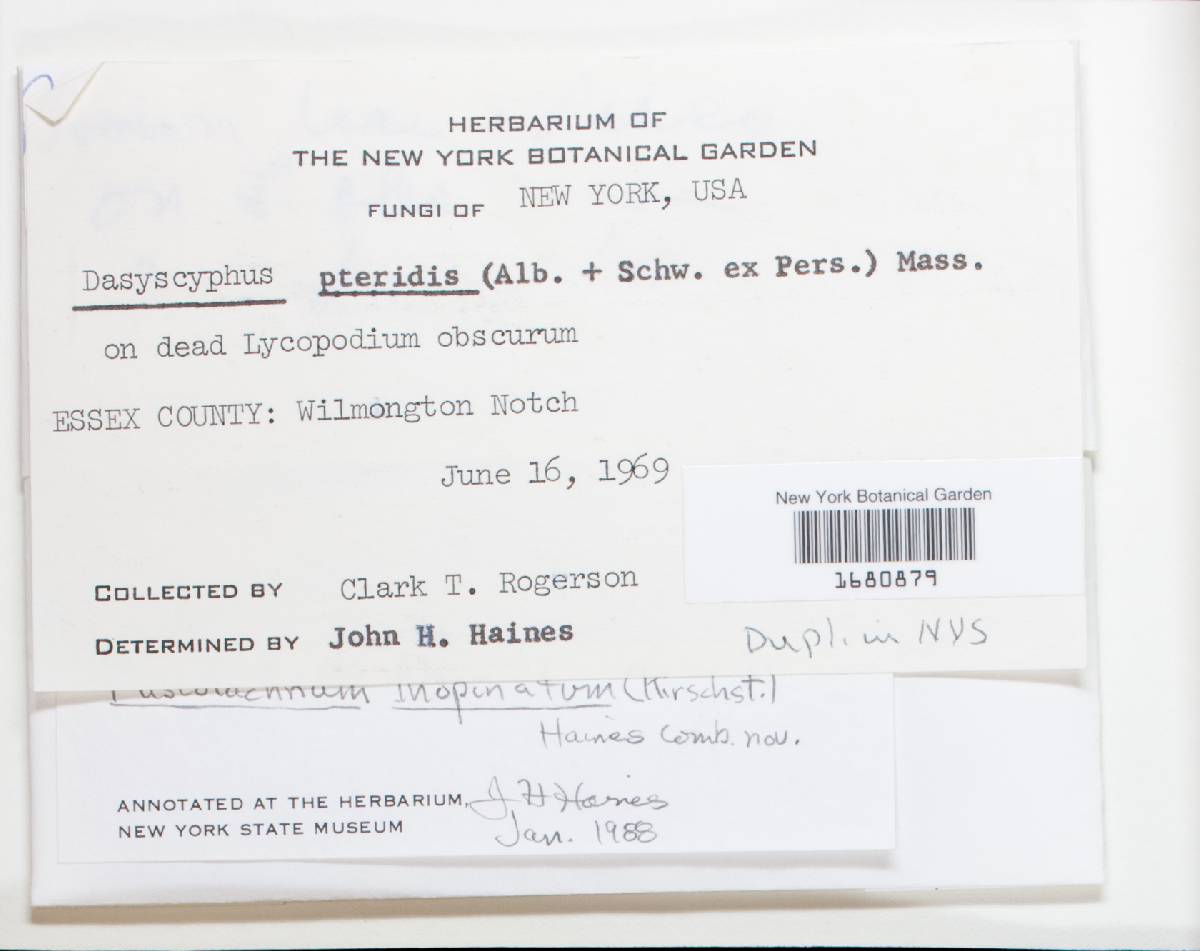 HERBARIUM OF
THE NEW YORK BOTANICAL GARDEN
FUNGI OF NEW YORK, USA
Dasyscyphus pteridis (Alb. + Schw. ex Pers.) Mass.
on dead Lycopodium obscurum
ESSEX COUNTY: Wilmongton Notch
June 16, 1969
New York Botanical Garden
1680879
COLLECTED BY Clark T. Rogerson
DETERMINED BY John H. Haines
Dupl. in NYS
inopinatum (Kirschst.)
Haines comb. nov.
ANNOTATED AT THE HERBARIUM, J H Haines
NEW YORK STATE MUSEUM Jan. 1988